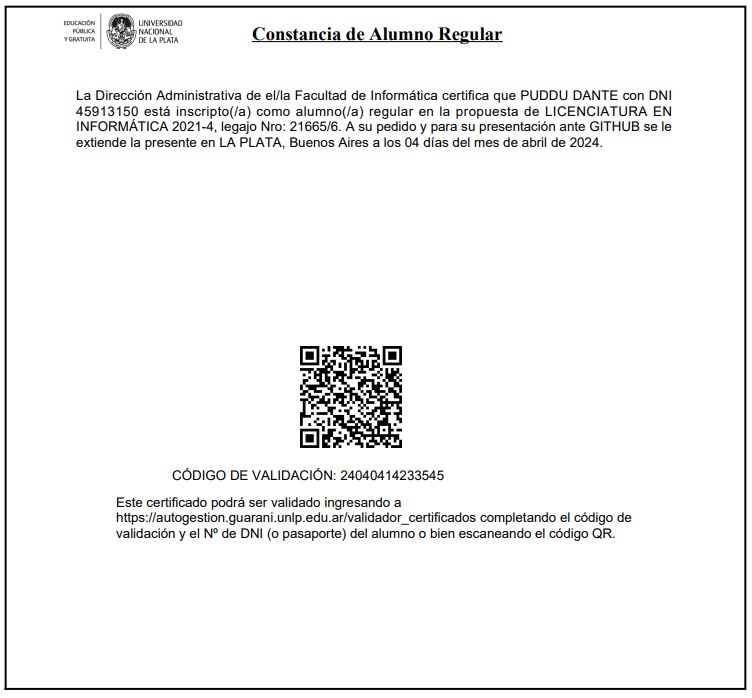 EDUCACIÓN
PÚBLICA
Y GRATUITA
UNIVERSIDAD
NACIONAL
DE LA PLATA
Constancia de Alumno Regular
La Dirección Administrativa de el/la Facultad de Informática certifica que PUDDU DANTE con DNI
45913150 está inscripto(/a) como alumno(/a) regular en la propuesta de LICENCIATURA EN
INFORMÁTICA 2021-4, legajo Nro: 21665/6. A su pedido y para su presentación ante GITHUB se le
extiende la presente en LA PLATA, Buenos Aires a los 04 días del mes de abril de 2024.
CÓDIGO DE VALIDACIÓN: 24040414233545
Este certificado podrá ser validado ingresando a
https://autogestion.guarani.unlp.edu.ar/validador_certificados completando el código de
validación y el Nº de DNI (o pasaporte) del alumno o bien escaneando el código QR.